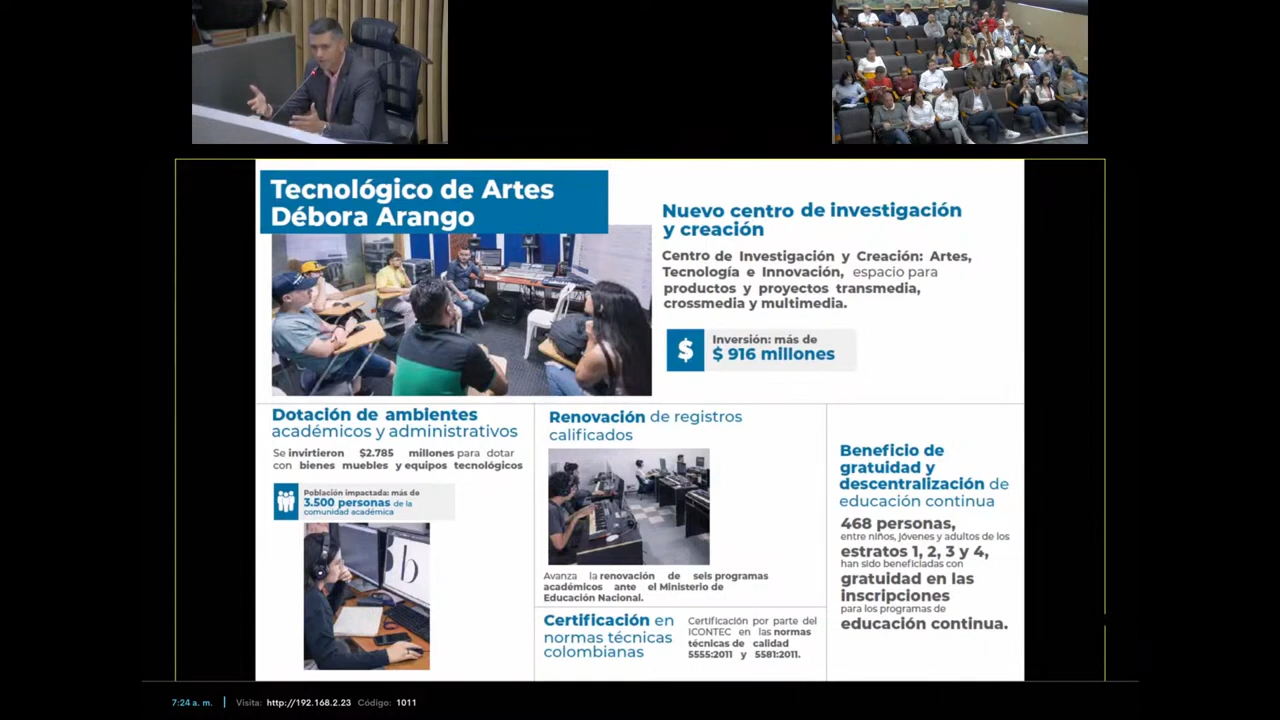 Tecnológico de Artes
Débora Arango
Nuevo centro de investigación
y creación
Centro de Investigación y Creación: Artes,
Tecnología e Innovación, espacio para
productos y proyectos transmedia,
crossmedia y multimedia.
$
Inversión: más de
$ 916 millones
Dotación de ambientes
académicos y administrativos
Se invirtieron $2.785 millones para dotar
con bienes muebles y equipos tecnológicos
Población impactada: más de
3.500 personas de la
comunidad académica
b
Renovación de registros
calificados
Avanza la renovación de seis programas
académicos ante el Ministerio de
Educación Nacional.
Certificación en
normas técnicas
colombianas
Certificación por parte del
ICONTEC en las normas
técnicas de calidad
5555:2011 y 5581:2011.
Beneficio de
gratuidad y
descentralización de
educación continua
468 personas,
entre niños, jóvenes y adultos de los
estratos 1, 2, 3 y 4,
han sido beneficiadas con
gratuidad en las
inscripciones
para los programas de
educación continua.
7:24 a. m. | Visita: http://192.168.2.23 Código: 1011